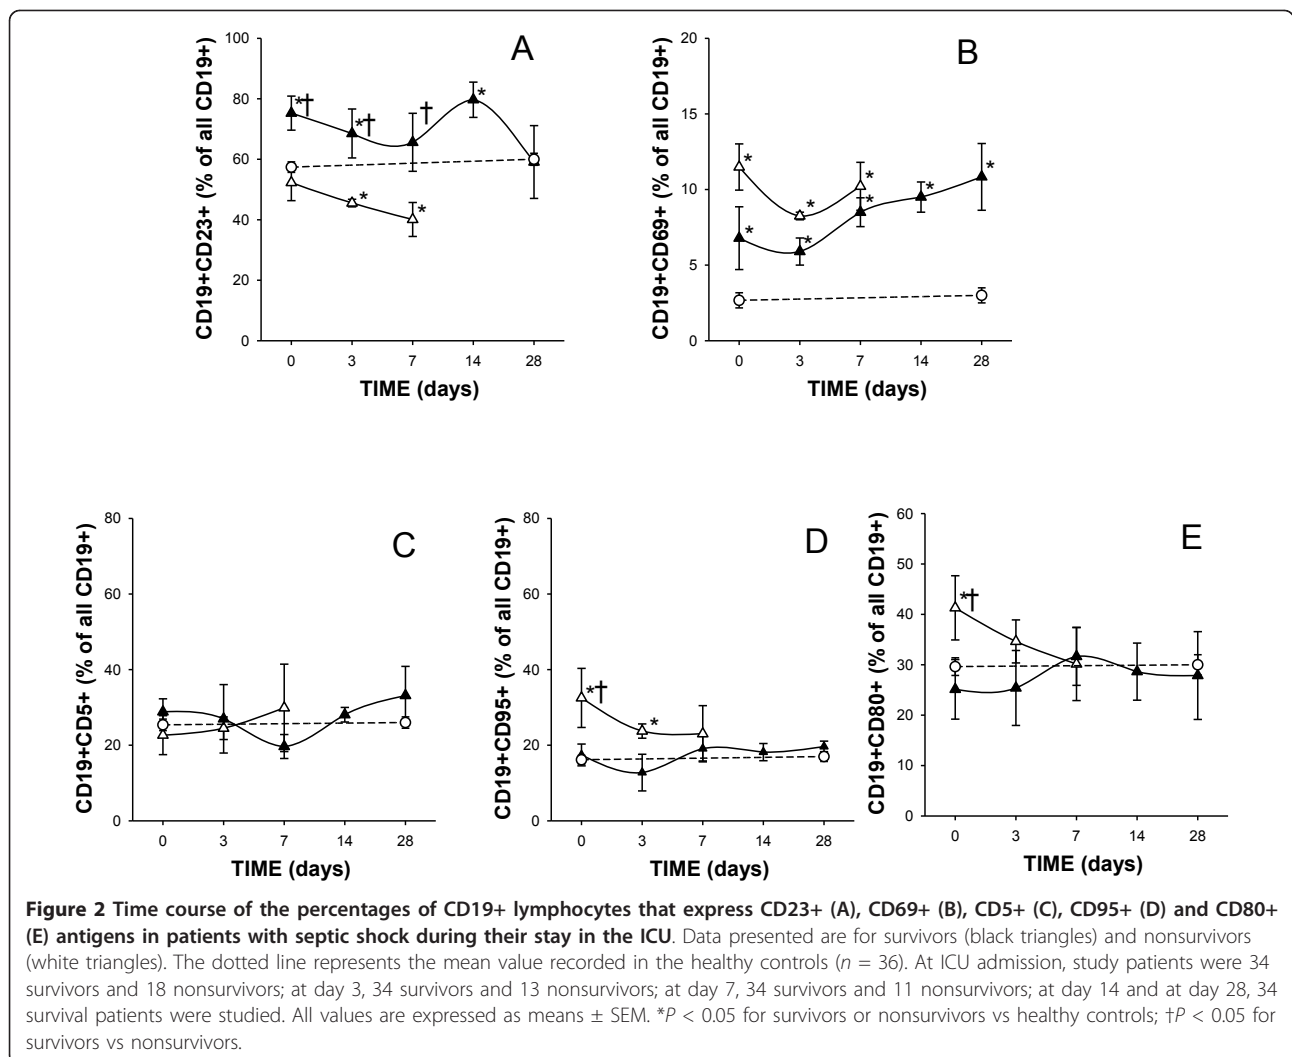 A
CD19+CD23+ (% of all CD19+)
100
80
60
40
20
0
*†
*†
†
*
*
*
0 3 7 14 28
TIME (days)
B
CD19+CD69+ (% of all CD19+)
20
15
10
5
0
*
*
*
*
*
*
*
*
0 3 7 14 28
TIME (days)
C
CD19+CD5+ (% of all CD19+)
80
60
40
20
0
0 3 7 14 28
TIME (days)
D
CD19+CD95+ (% of all CD19+)
80
60
40
20
0
*†
*
0 3 7 14 28
TIME (days)
E
CD19+CD80+ (% of all CD19+)
60
50
40
30
20
10
0
*†
0 3 7 14 28
TIME (days)
Figure 2 Time course of the percentages of CD19+ lymphocytes that express CD23+ (A), CD69+ (B), CD5+ (C), CD95+ (D) and CD80+
(E) antigens in patients with septic shock during their stay in the ICU. Data presented are for survivors (black triangles) and nonsurvivors
(white triangles). The dotted line represents the mean value recorded in the healthy controls (n = 36). At ICU admission, study patients were 34
survivors and 18 nonsurvivors; at day 3, 34 survivors and 13 nonsurvivors; at day 7, 34 survivors and 11 nonsurvivors; at day 14 and at day 28, 34
survival patients were studied. All values are expressed as means ± SEM. *P < 0.05 for survivors or nonsurvivors vs healthy controls; †P < 0.05 for
survivors vs nonsurvivors.